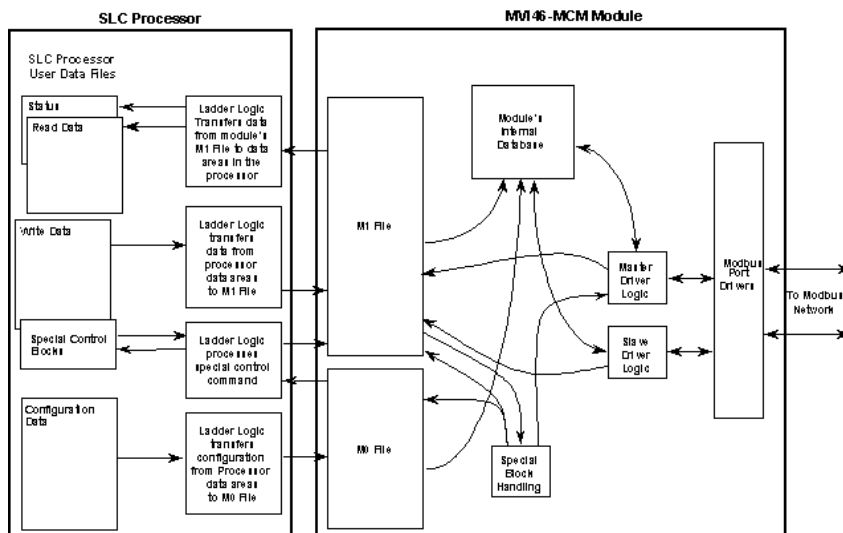 SLC Processor
MVI46-MCM Module
SLC Processor
User Data Files
Status
Read Data
Ladder Logic
Transfers data
from module's
M1 File to data
areas in the
processor
Module's
Internal
Database
Write Data
Ladder Logic
transfers
data from
processor
data areas
to M1 File
M1 File
Master
Driver
Logic
Modbus
Port
Drivers
To Modbus
Network
Special Control
Blocks
Ladder Logic
processes
special control
command
Slave
Driver
Logic
Configuration
Data
Ladder Logic
transfers
configuration
from Processor
data areas
to M0 File
M0 File
Special
Block
Handling